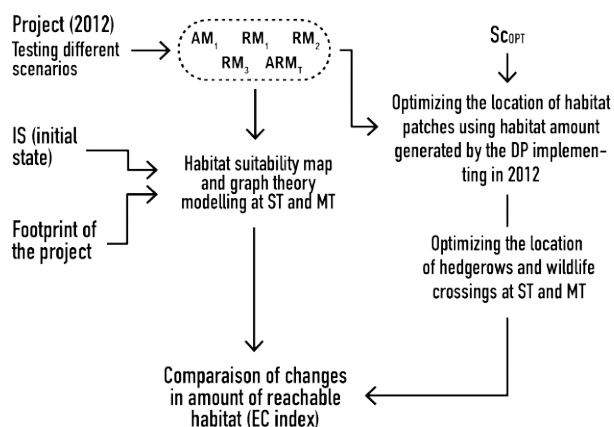 Project (2012)
Testing different
scenarios
AM₁ RM₁ RM₂
RM₃ ARM_T
Sc_OPT
Optimizing the location of habitat
patches using habitat amount
generated by the DP implemen-
ting in 2012
IS (initial
state)
Habitat suitability map
and graph theory
modelling at ST and MT
Footprint of
the project
Optimizing the location
of hedgerows and wildlife
crossings at ST and MT
Comparaison of changes
in amount of reachable
habitat (EC index)